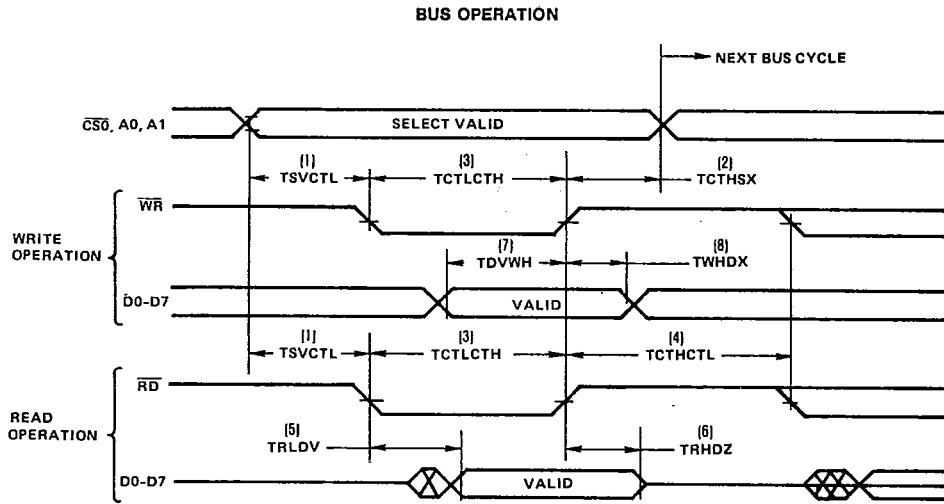 BUS OPERATION
NEXT BUS CYCLE
CS0, A0, A1
SELECT VALID
(1) (3) (2)
TSVCTL TCTLCTH TCTHSX
WR
WRITE OPERATION
(7) (8)
TDVWH TWHDX
D0-D7 VALID
(1) (3) (4)
TSVCTL TCTLCTH TCTHCTL
RD
READ OPERATION
(5) (6)
TRLDV TRHDZ
D0-D7 VALID